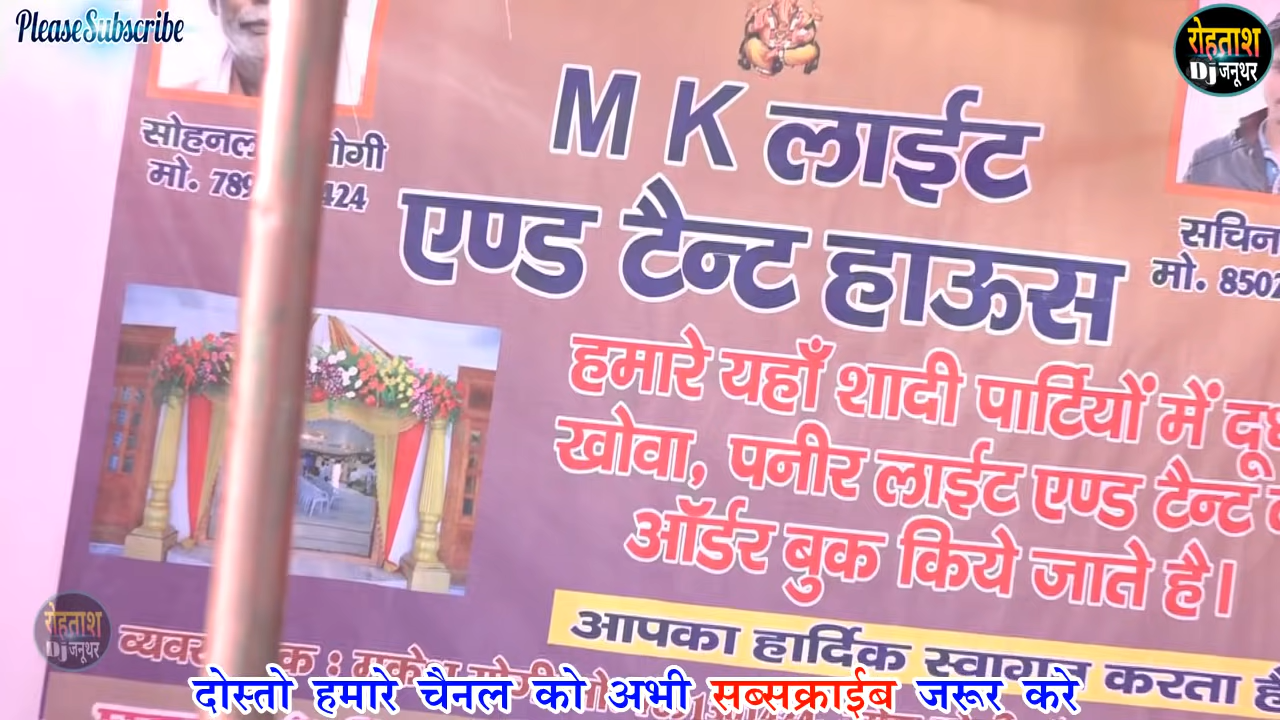 PleaseSubscribe
रोहताश
Dj जनूथर
M K लाईट
एण्ड टैन्ट हाऊस
मो.
सचिन
मो. 8502
हमारे यहाँ शादी पार्टियों में
खोवा, पनीर लाईट एण्ड टैन्ट
ऑर्डर बुक किये जाते है।
आपका हार्दिक स्वागत करता है
रोहताश
Dj जनूथर
दोस्तो हमारे चैनल को अभी सब्सक्राईब जरूर करे